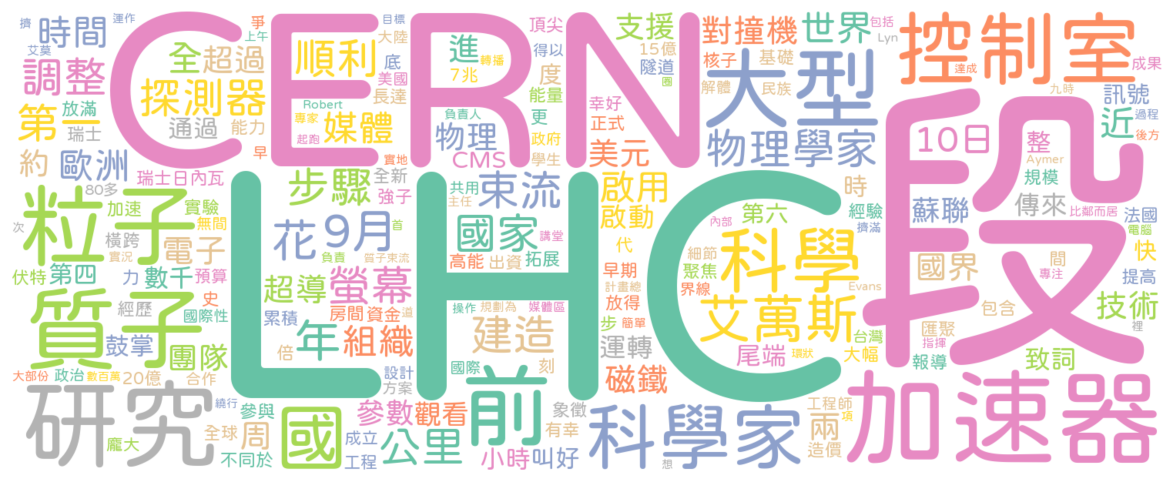 擠
運作
爭
目標
上午
時間
艾莫
CERN
大陸
順利
底
美國
長達
Robert
專家
媒體
負責人
起跑
全
超過
調整
探測器
放滿
第一
瑞士
通過
能力
早
約
歐洲
瑞士日內瓦
80多
加速
實驗
粒子
次
橫跨
實況
電子
無間
伏特
第四
力
數千
預算
經歷
史
國際性
質子
鼓掌
團隊
大部份
政治
數百萬
20億
合作
頂尖
進
7兆
轉播
得以
度
能量
更
物理
CMS
政府
學生
支援
15億
隧道
圈
幸好
正式
美元
對撞機
核子
基礎
解體
民族
世界
包括
Lyn
大型
物理學家
控制室
達成
成果
九時
訊號
過程
近
後方
10日
整
Aymer
規模
比鄰而居
傳來
法國
電腦
快
間
專注
提高
段
實地
步驟
全新
強子
共用
主任
束流
啟用
啟動
花
9月
首
負責
質子束流
國家
講堂
高能
出資
拓展
代
內部
第六
時
經驗
擠滿
蘇聯
國界
科學
細節
聚焦
計畫總
界線
早期
放得
Evans
包含
技術
裡
超導
螢幕
累積
房間
資金
道
倍
年
組織
LHC
操作
規劃為
媒體區
建造
國際
刻
步
簡單
運轉
磁鐵
艾萬斯
尾端
環狀
台灣
大幅
匯聚
指揮
報導
致詞
設計
方案
研究
繞行
龐大
參與
全球
周
不同於
國
成立
工程
參數
觀看
公里
前
小時
叫好
象徵
有幸
科學家
想
工程師
項
兩
造價
加速器